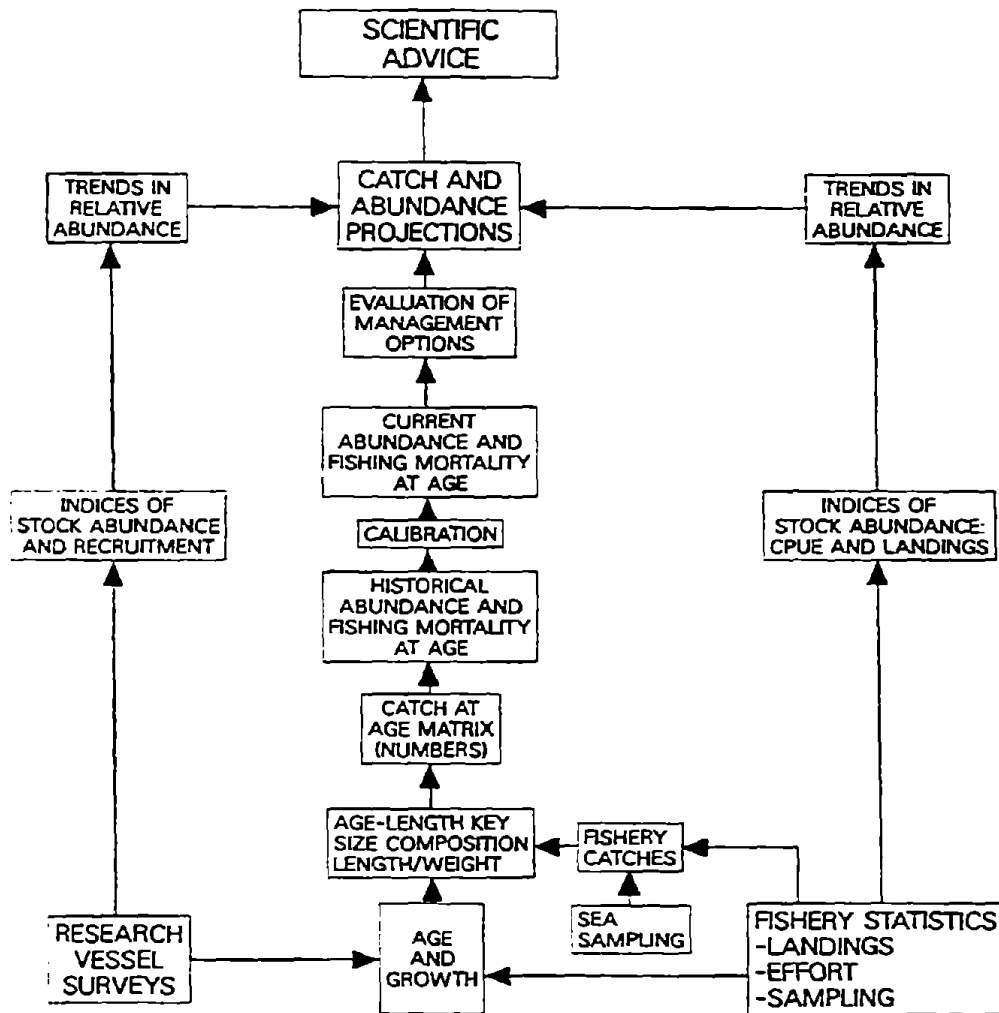 SCIENTIFIC
ADVICE
TRENDS IN
RELATIVE
ABUNDANCE
CATCH AND
ABUNDANCE
PROJECTIONS
TRENDS IN
RELATIVE
ABUNDANCE
EVALUATION OF
MANAGEMENT
OPTIONS
CURRENT
ABUNDANCE AND
FISHING MORTALITY
AT AGE
INDICES OF
STOCK ABUNDANCE
AND RECRUITMENT
CALIBRATION
INDICES OF
STOCK ABUNDANCE:
CPUE AND LANDINGS
HISTORICAL
ABUNDANCE AND
FISHING MORTALITY
AT AGE
CATCH AT
AGE MATRIX
(NUMBERS)
AGE-LENGTH KEY
SIZE COMPOSITION
LENGTH/WEIGHT
FISHERY
CATCHES
RESEARCH
VESSEL
SURVEYS
AGE
AND
GROWTH
SEA
SAMPLING
FISHERY STATISTICS
-LANDINGS
-EFFORT
-SAMPLING